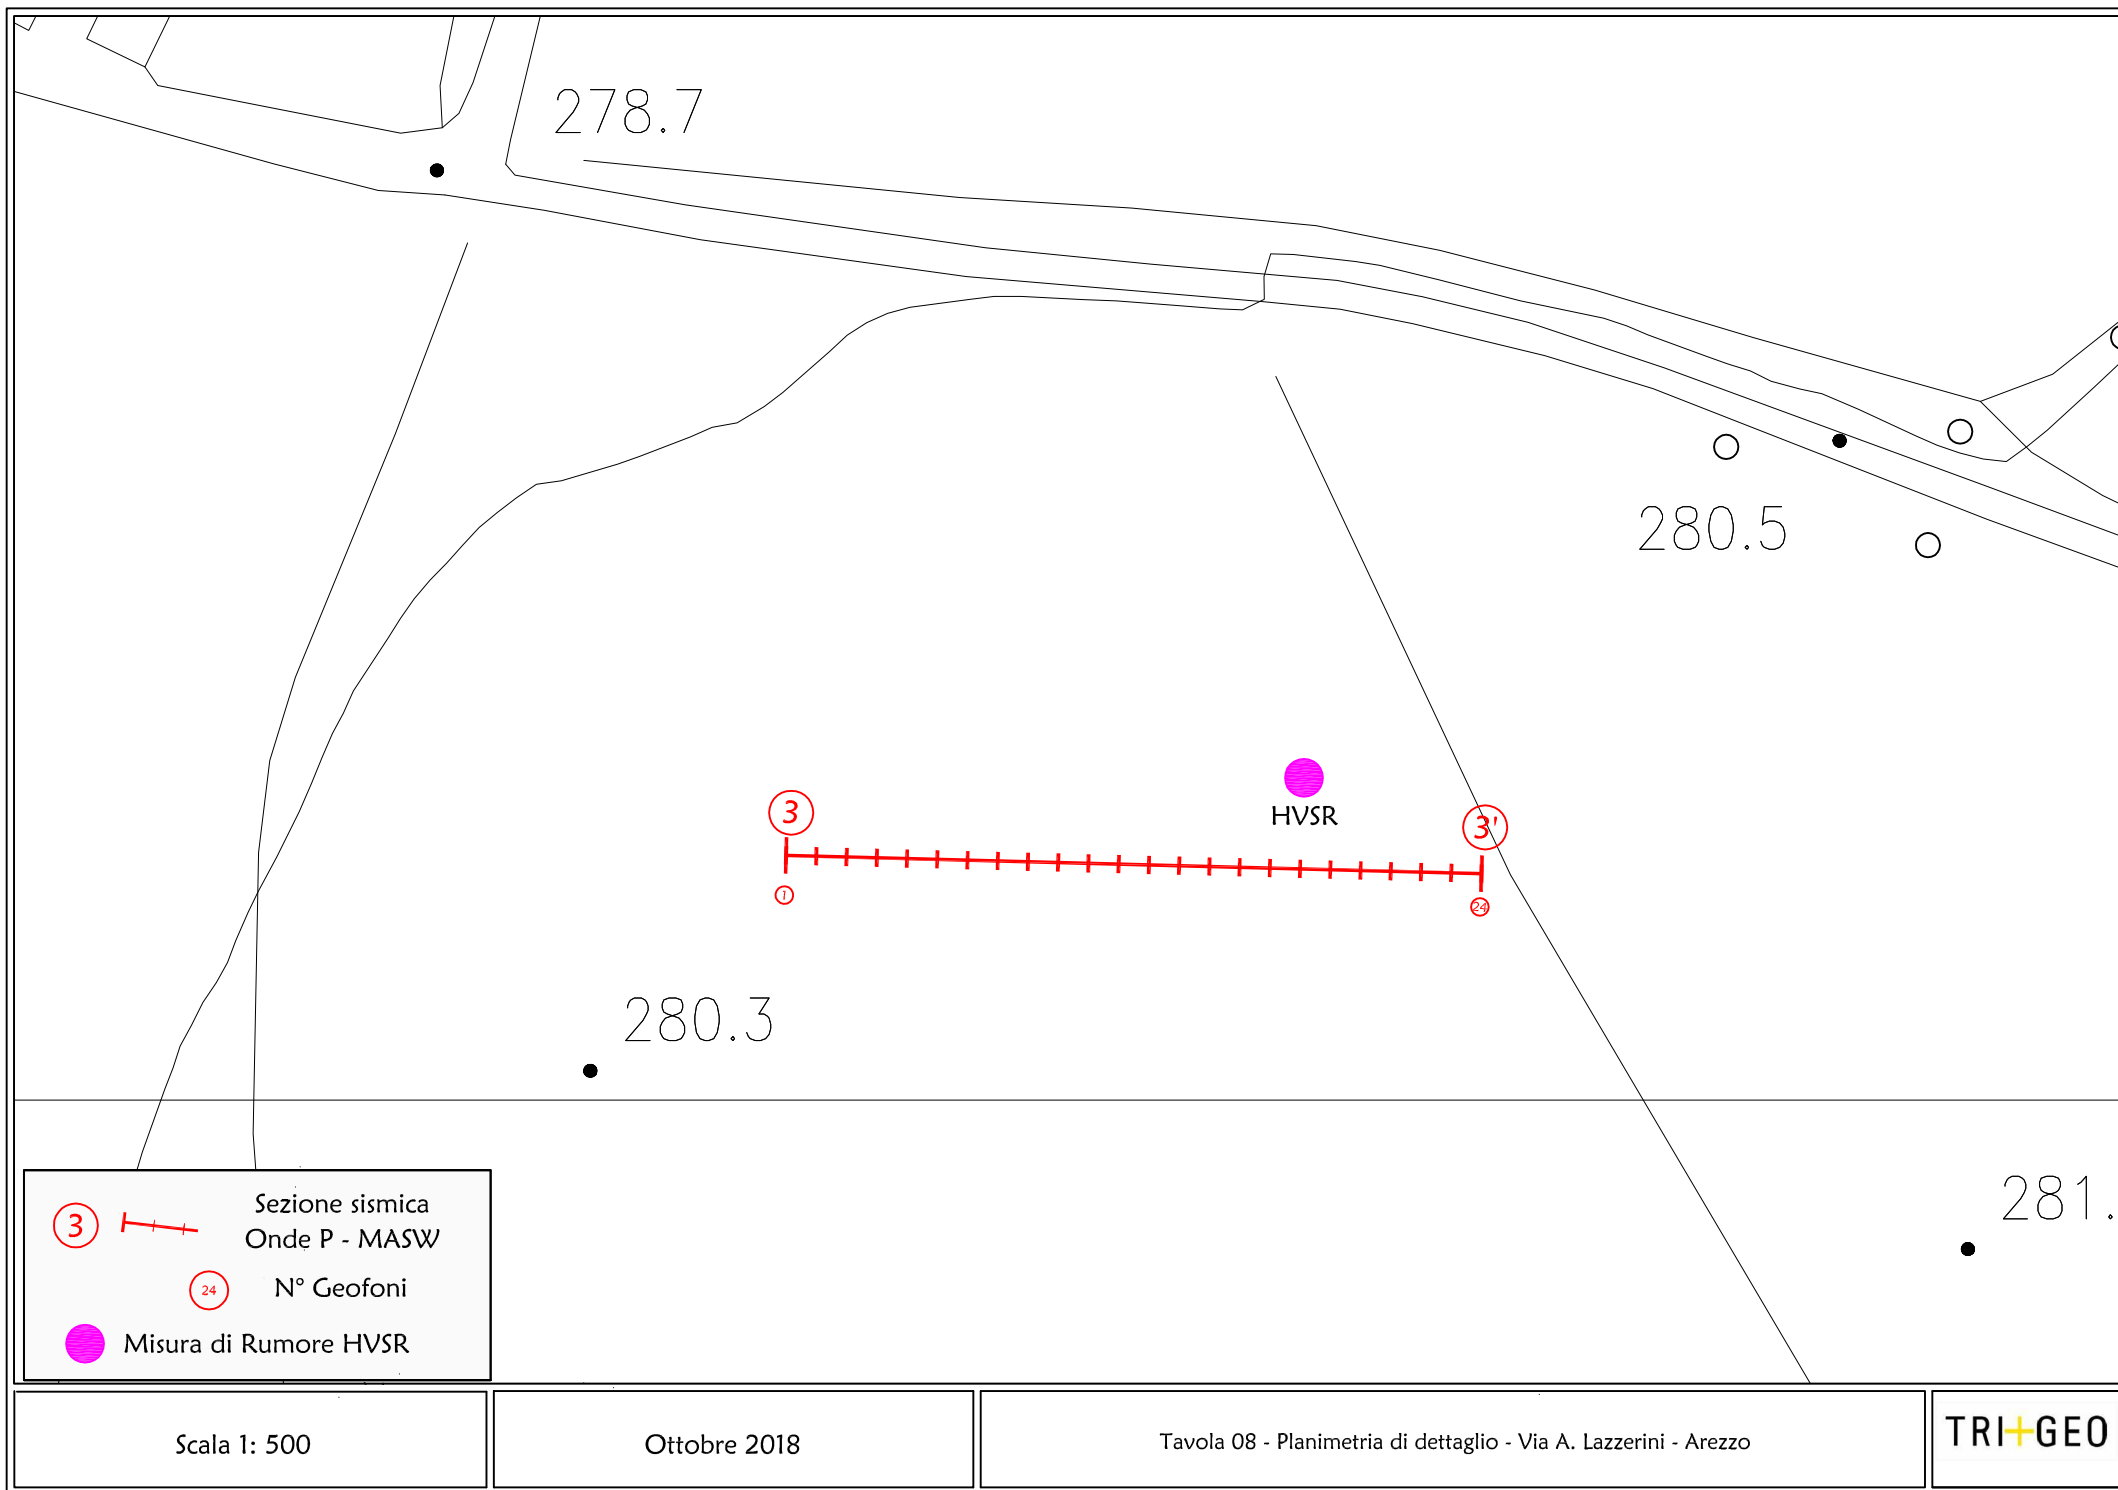 278.7
280.5
HVSR
3
3'
1
24
280.3
281.
3
Sezione sismica
Onde P - MASW
24
N° Geofoni
Misura di Rumore HVSR
Scala 1: 500
Ottobre 2018
Tavola 08 - Planimetria di dettaglio - Via A. Lazzerini - Arezzo
TRI+GEO